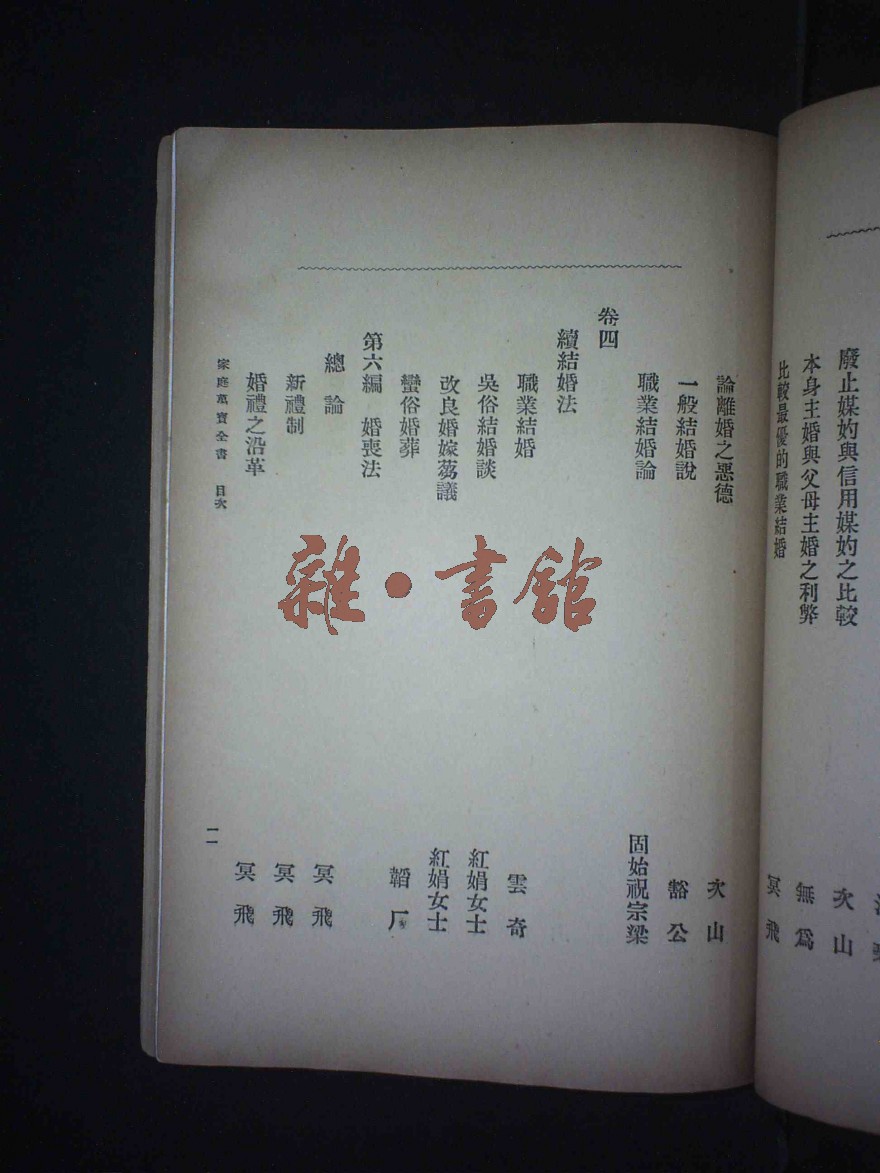 廢止媒妁與信用媒妁之比較 次山
本身主婚與父母主婚之利弊 無爲
比較最優的職業結婚 冥飛
論離婚之惡德 次山
一般結婚說 豁公
職業結婚論 固始祝宗梁
卷四
續結婚法
職業結婚 雲奇
吳俗結婚談 紅娟女士
改良婚嫁芻議 紅娟女士
蠻俗婚葬 韜厂
第六編 婚喪法
總論 冥飛
新禮制 冥飛
婚禮之沿革 冥飛
家庭萬寶全書 目次
二
雜・書館